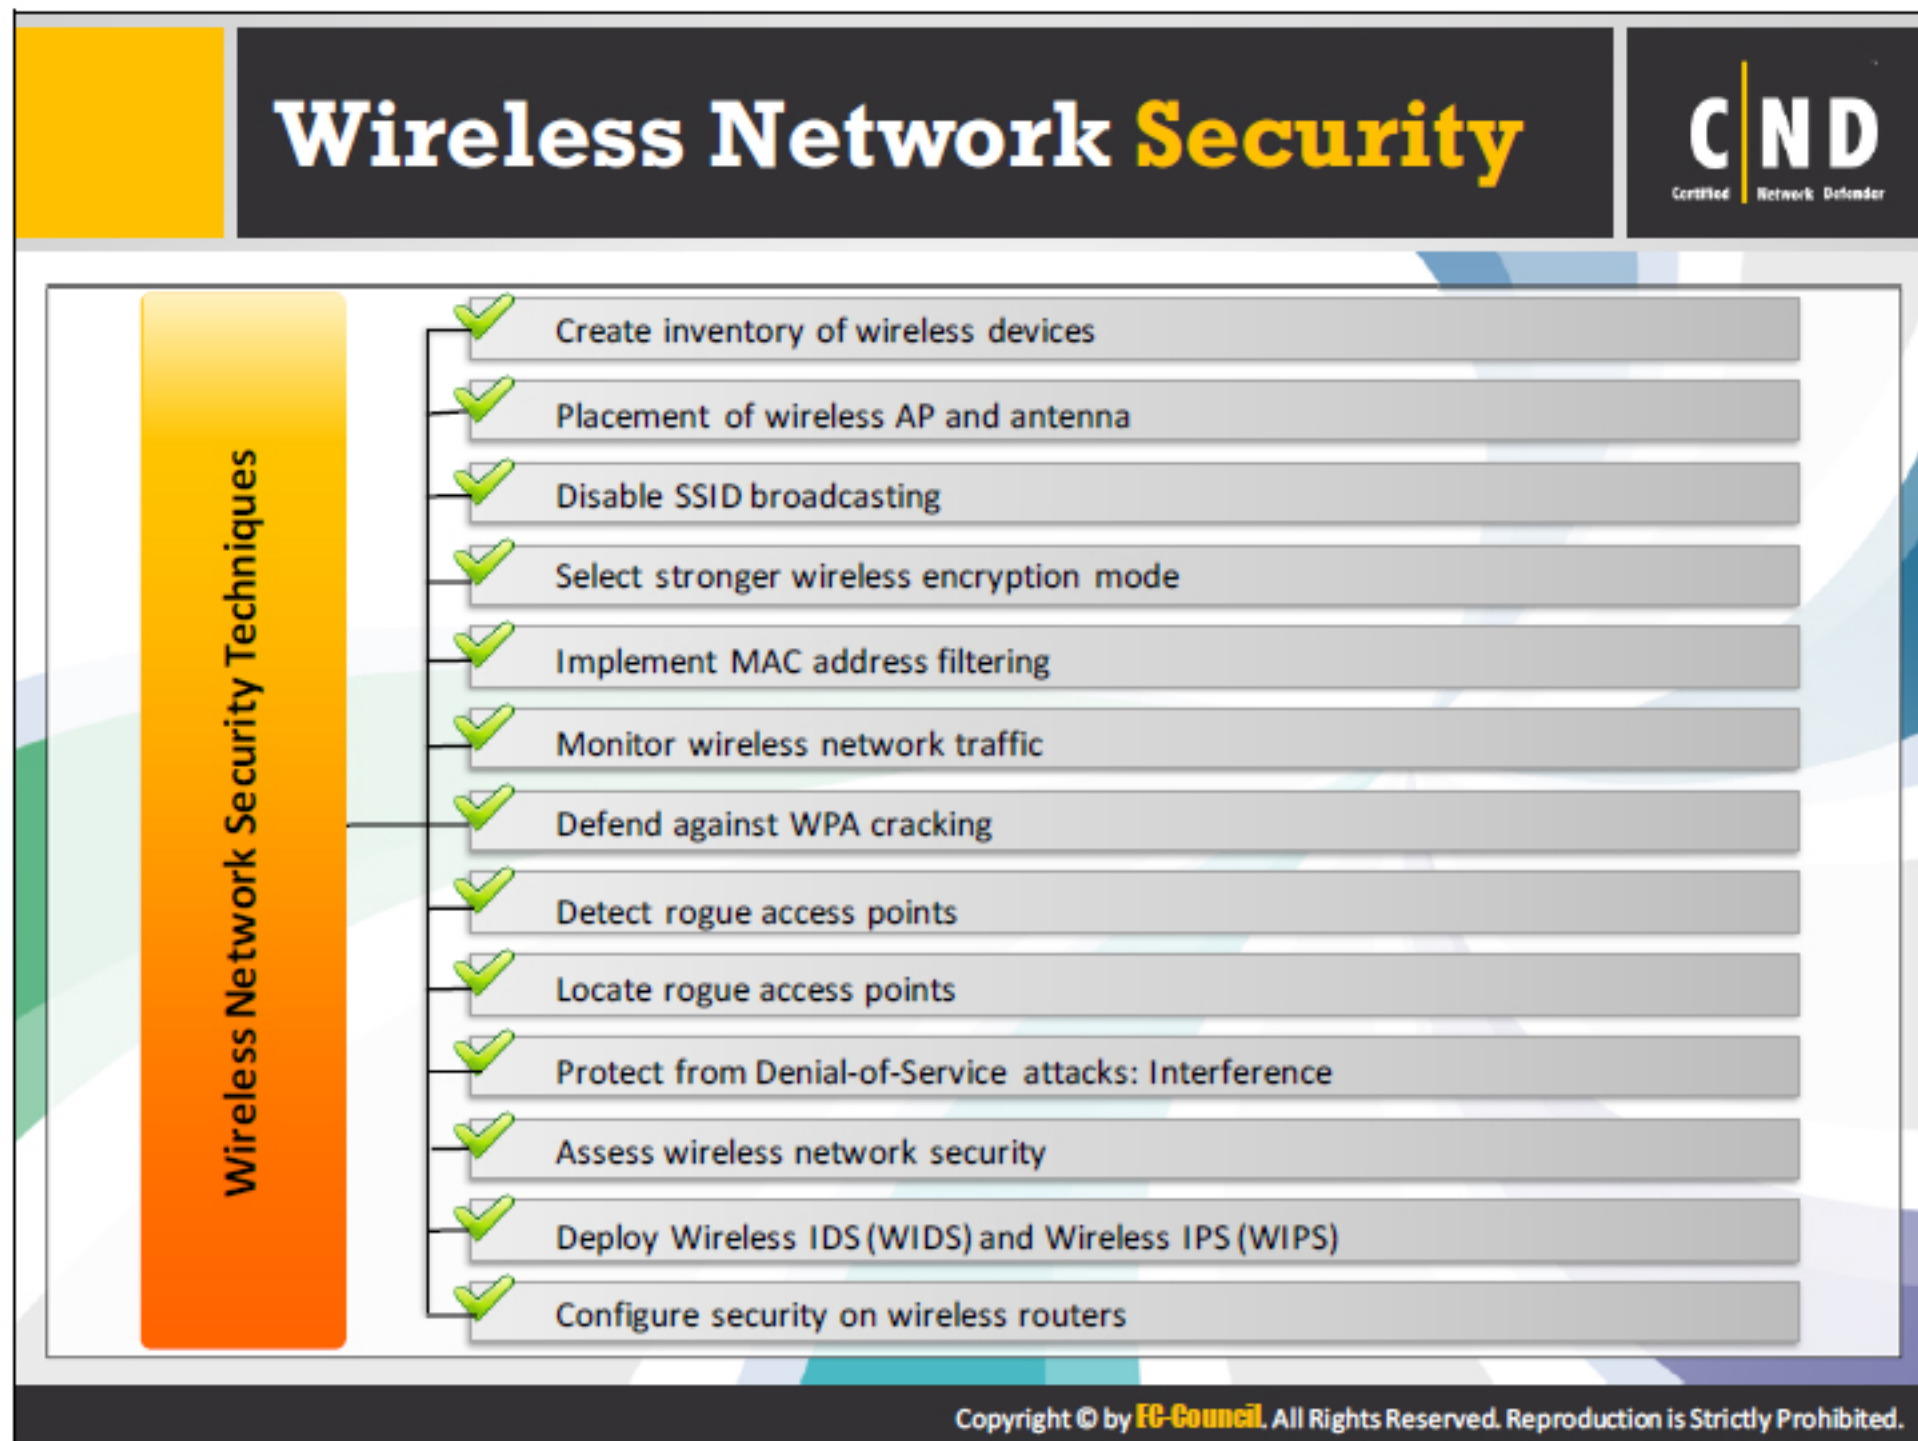 Wireless Network Security
C ND
Certified Network Defender
Wireless Network Security Techniques
Create inventory of wireless devices
Placement of wireless AP and antenna
Disable SSID broadcasting
Select stronger wireless encryption mode
Implement MAC address filtering
Monitor wireless network traffic
Defend against WPA cracking
Detect rogue access points
Locate rogue access points
Protect from Denial-of-Service attacks: Interference
Assess wireless network security
Deploy Wireless IDS (WIDS) and Wireless IPS (WIPS)
Configure security on wireless routers
Copyright © by EC-Council. All Rights Reserved. Reproduction is Strictly Prohibited.